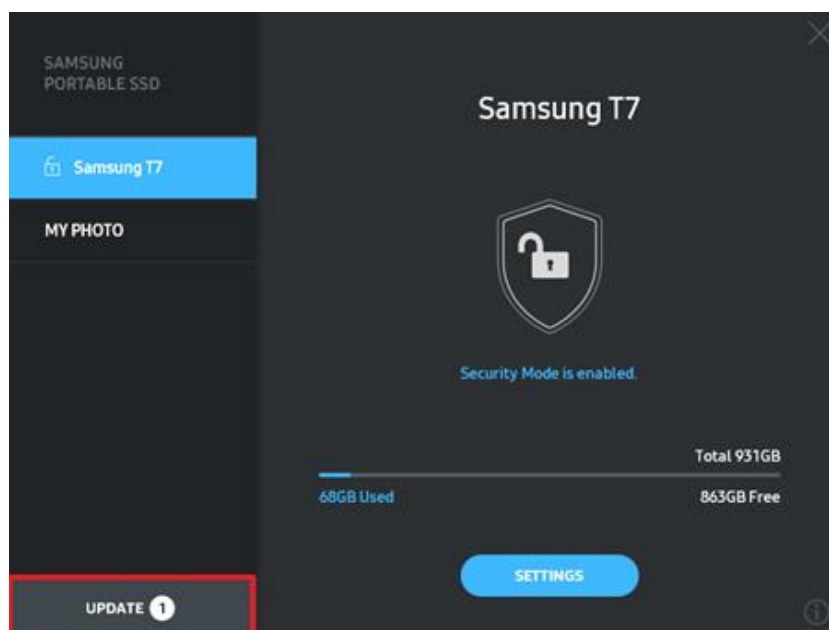 SAMSUNG
PORTABLE SSD
Samsung T7
MY PHOTO
UPDATE 1
Samsung T7
Security Mode is enabled.
Total 931GB
68GB Used
863GB Free
SETTINGS